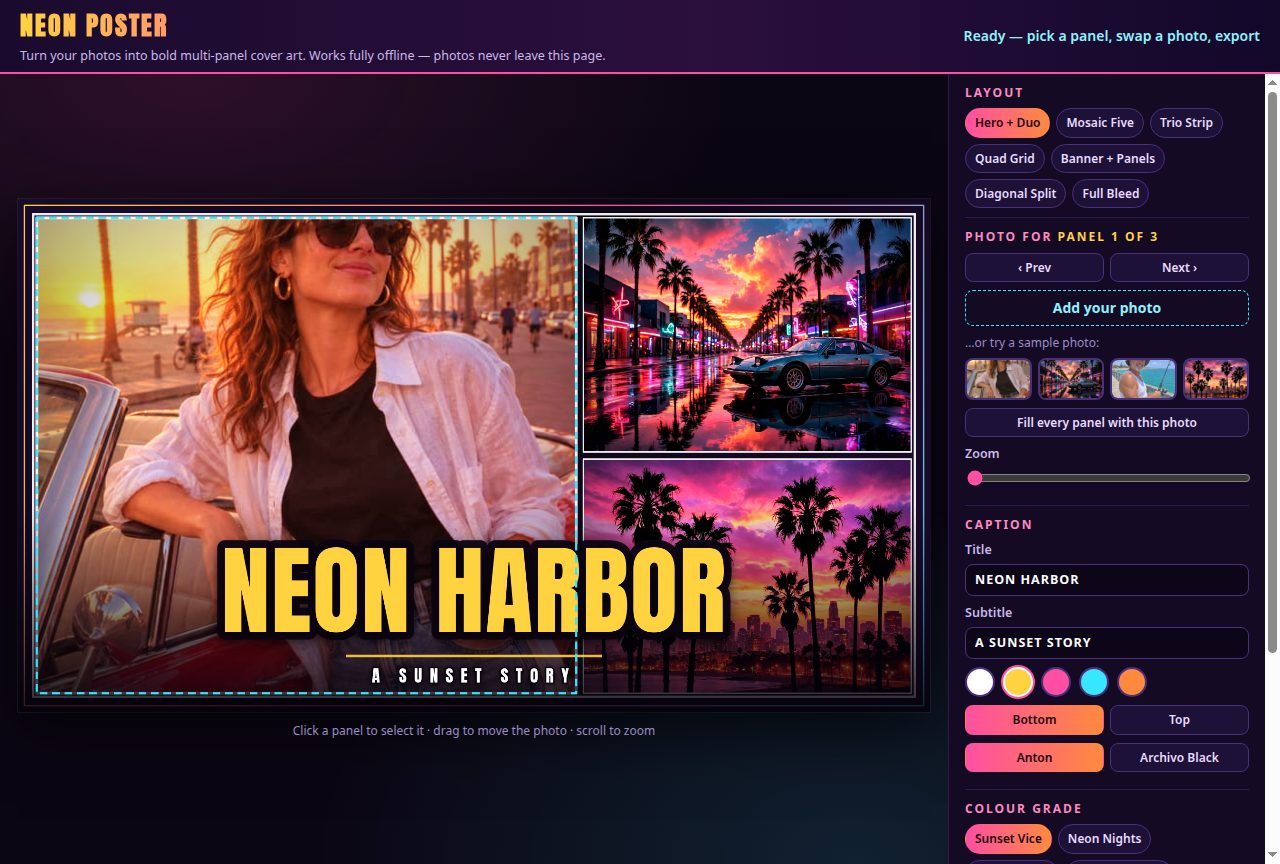 NEON POSTER
Turn your photos into bold multi-panel cover art. Works fully offline — photos never leave this page.
Ready — pick a panel, swap a photo, export
NEON HARBOR
A SUNSET STORY
Click a panel to select it · drag to move the photo · scroll to zoom
LAYOUT
Hero + Duo
Mosaic Five
Trio Strip
Quad Grid
Banner + Panels
Diagonal Split
Full Bleed
PHOTO FOR PANEL 1 OF 3
‹ Prev
Next ›
Add your photo
...or try a sample photo:
Fill every panel with this photo
Zoom
CAPTION
Title
NEON HARBOR
Subtitle
A SUNSET STORY
Bottom
Top
Anton
Archivo Black
COLOUR GRADE
Sunset Vice
Neon Nights